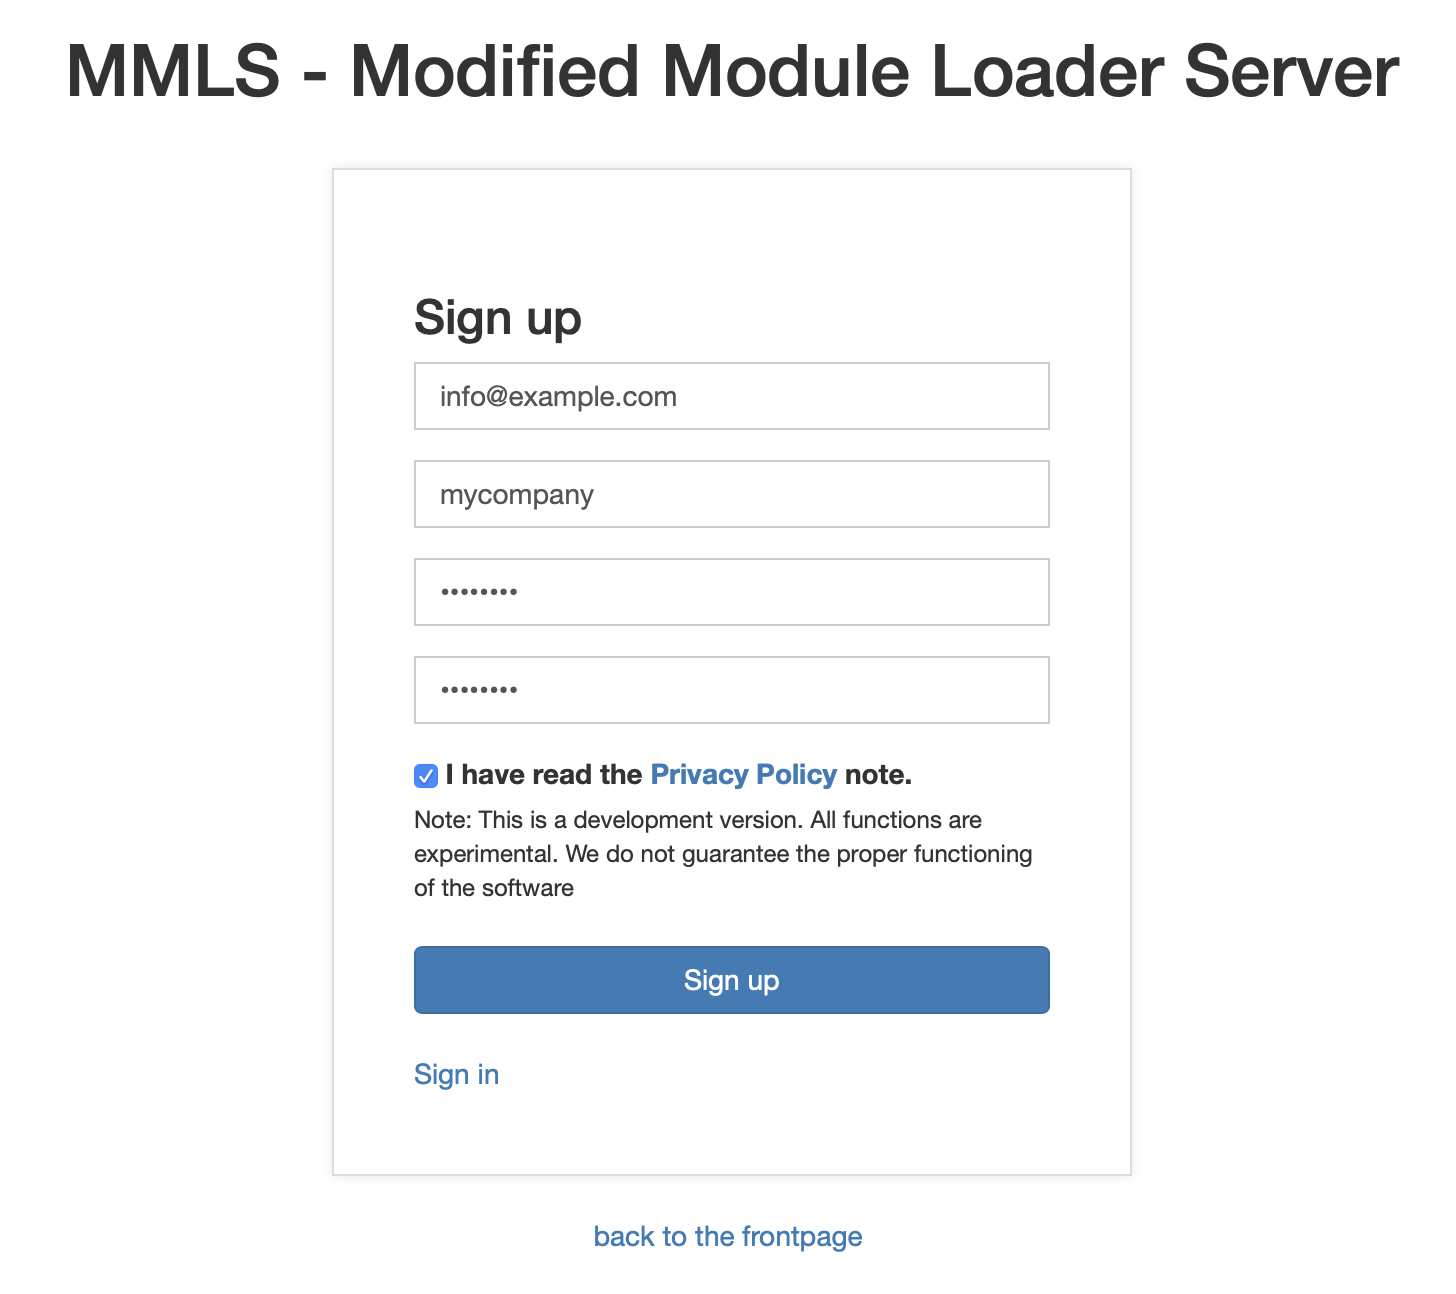 MMLS - Modified Module Loader Server
Sign up
info@example.com
mycompany
••••••••
••••••••
I have read the Privacy Policy note.
Note: This is a development version. All functions are
experimental. We do not guarantee the proper functioning
of the software
Sign up
Sign in
back to the frontpage